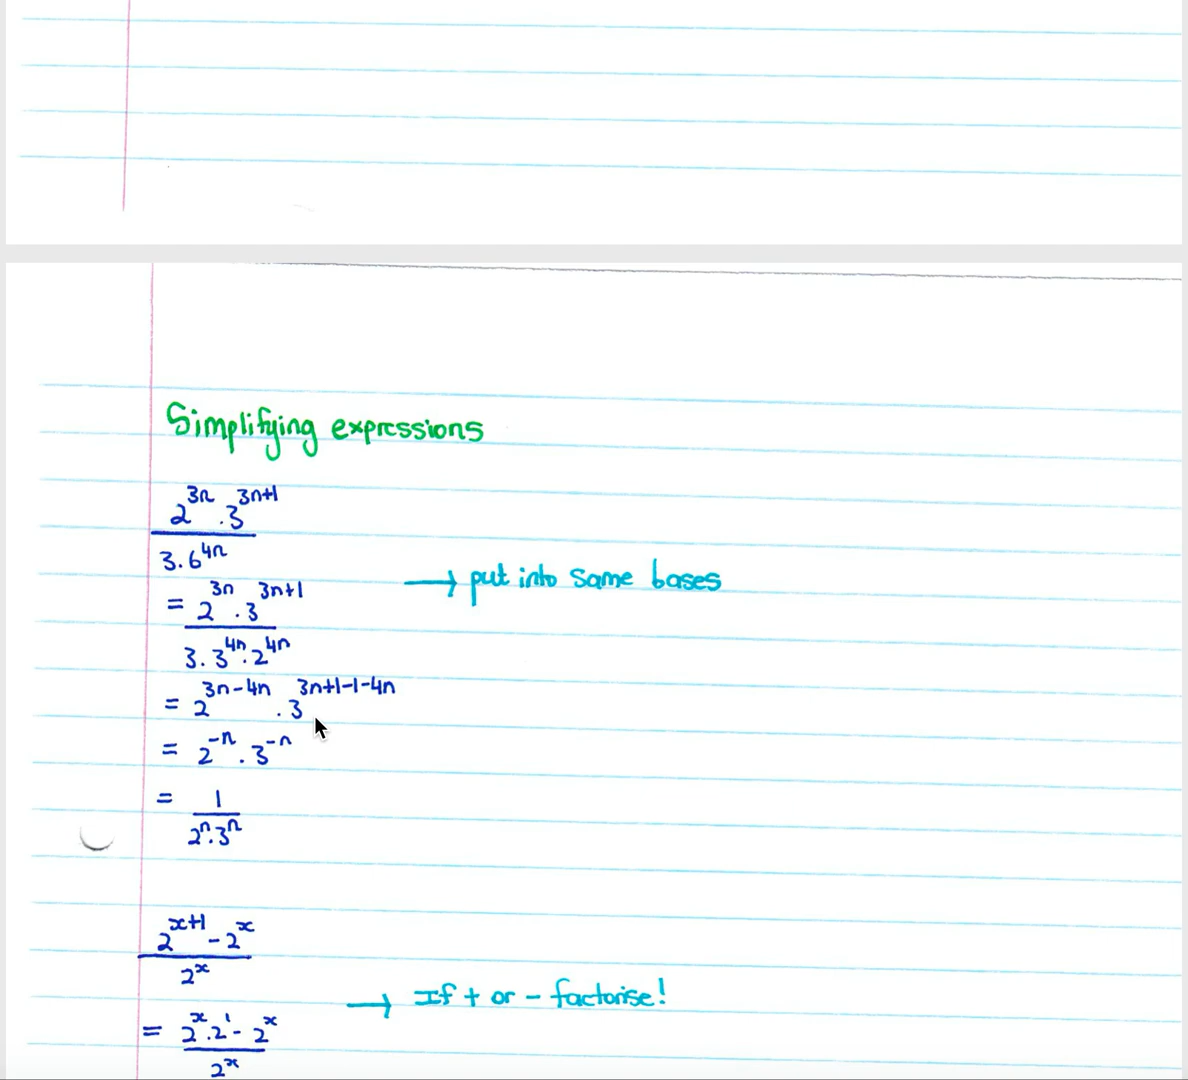 Simplifying expressions
2^{3n} . 3^{3n+1}
3 . 6^{4n}
→ put into same bases
= 2^{3n} . 3^{3n+1}
3 . 3^{4n} . 2^{4n}
= 2^{3n-4n} . 3^{3n+1-1-4n}
= 2^{-n} . 3^{-n}
= 1
2^n . 3^n
2^{x+1} - 2^x
2^x
→ If + or - factorise!
= 2^x . 2^1 - 2^x
2^x